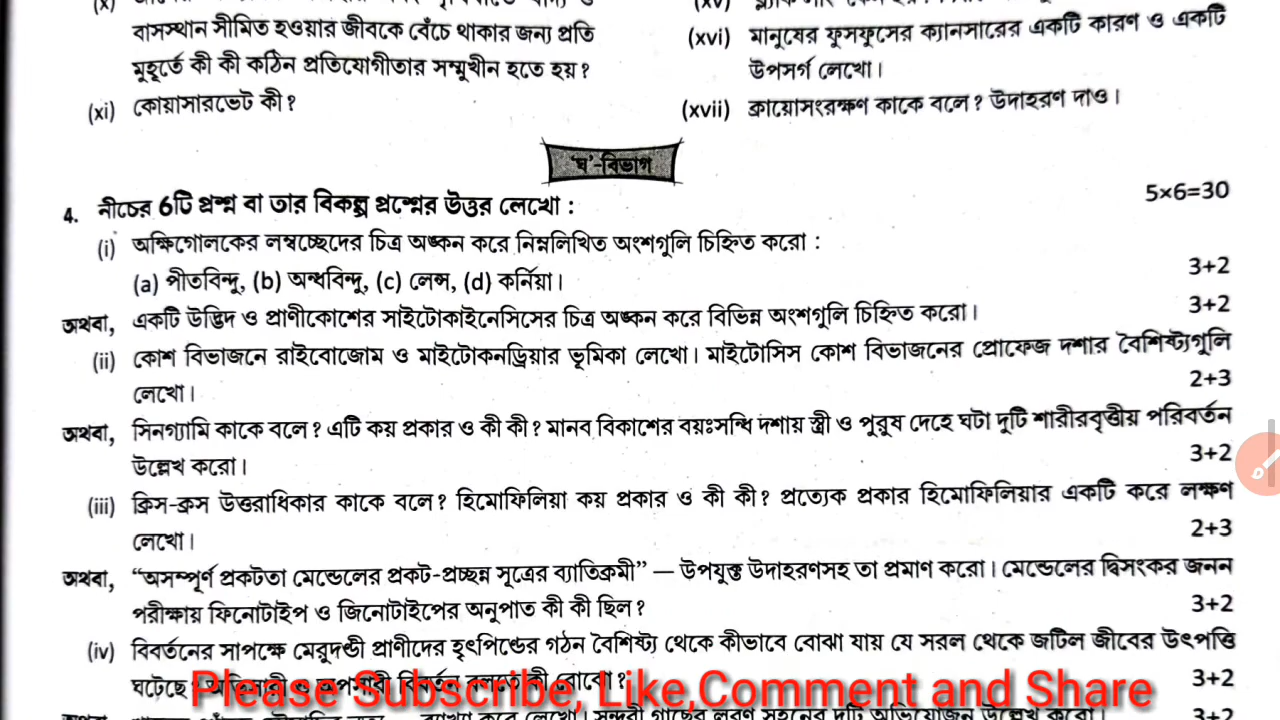 বাসস্থান সীমিত হওয়ার জীবকে বেঁচে থাকার জন্য প্রতি
মুহূর্তে কী কী কঠিন প্রতিযোগীতার সম্মুখীন হতে হয়?
(xi) কোয়াসারভেট কী?
(xvi) মানুষের ফুসফুসের ক্যানসারের একটি কারণ ও একটি
উপসর্গ লেখো।
(xvii) ক্রায়োসংরক্ষণ কাকে বলে? উদাহরণ দাও।
'ঘ'-বিভাগ
4. নীচের 6টি প্রশ্ন বা তার বিকল্প প্রশ্নের উত্তর লেখো : 5×6=30
(i) অক্ষিগোলকের লম্বচ্ছেদের চিত্র অঙ্কন করে নিম্নলিখিত অংশগুলি চিহ্নিত করো :
(a) পীতবিন্দু, (b) অন্ধবিন্দু, (c) লেন্স, (d) কর্নিয়া। 3+2
অথবা, একটি উদ্ভিদ ও প্রাণীকোশের সাইটোকাইনেসিসের চিত্র অঙ্কন করে বিভিন্ন অংশগুলি চিহ্নিত করো। 3+2
(ii) কোশ বিভাজনে রাইবোজোম ও মাইটোকনড্রিয়ার ভূমিকা লেখো। মাইটোসিস কোশ বিভাজনের প্রোফেজ দশার বৈশিষ্ট্যগুলি
লেখো। 2+3
অথবা, সিনগ্যামি কাকে বলে? এটি কয় প্রকার ও কী কী? মানব বিকাশের বয়ঃসন্ধি দশায় স্ত্রী ও পুরুষ দেহে ঘটা দুটি শারীরবৃত্তীয় পরিবর্তন
উল্লেখ করো। 3+2
(iii) ক্রিস-ক্রস উত্তরাধিকার কাকে বলে? হিমোফিলিয়া কয় প্রকার ও কী কী? প্রত্যেক প্রকার হিমোফিলিয়ার একটি করে লক্ষণ
লেখো। 2+3
অথবা, “অসম্পূর্ণ প্রকটতা মেন্ডেলের প্রকট-প্রচ্ছন্ন সূত্রের ব্যাতিক্রমী” — উপযুক্ত উদাহরণসহ তা প্রমাণ করো। মেন্ডেলের দ্বিসংকর জনন
পরীক্ষায় ফিনোটাইপ ও জিনোটাইপের অনুপাত কী কী ছিল? 3+2
(iv) বিবর্তনের সাপক্ষে মেরুদণ্ডী প্রাণীদের হৃৎপিণ্ডের গঠন বৈশিষ্ট্য থেকে কীভাবে বোঝা যায় যে সরল থেকে জটিল জীবের উৎপত্তি
ঘটেছে? বিবর্তন বলতে কী বোঝো? 3+2
Please Subscribe, Like,Comment and Share